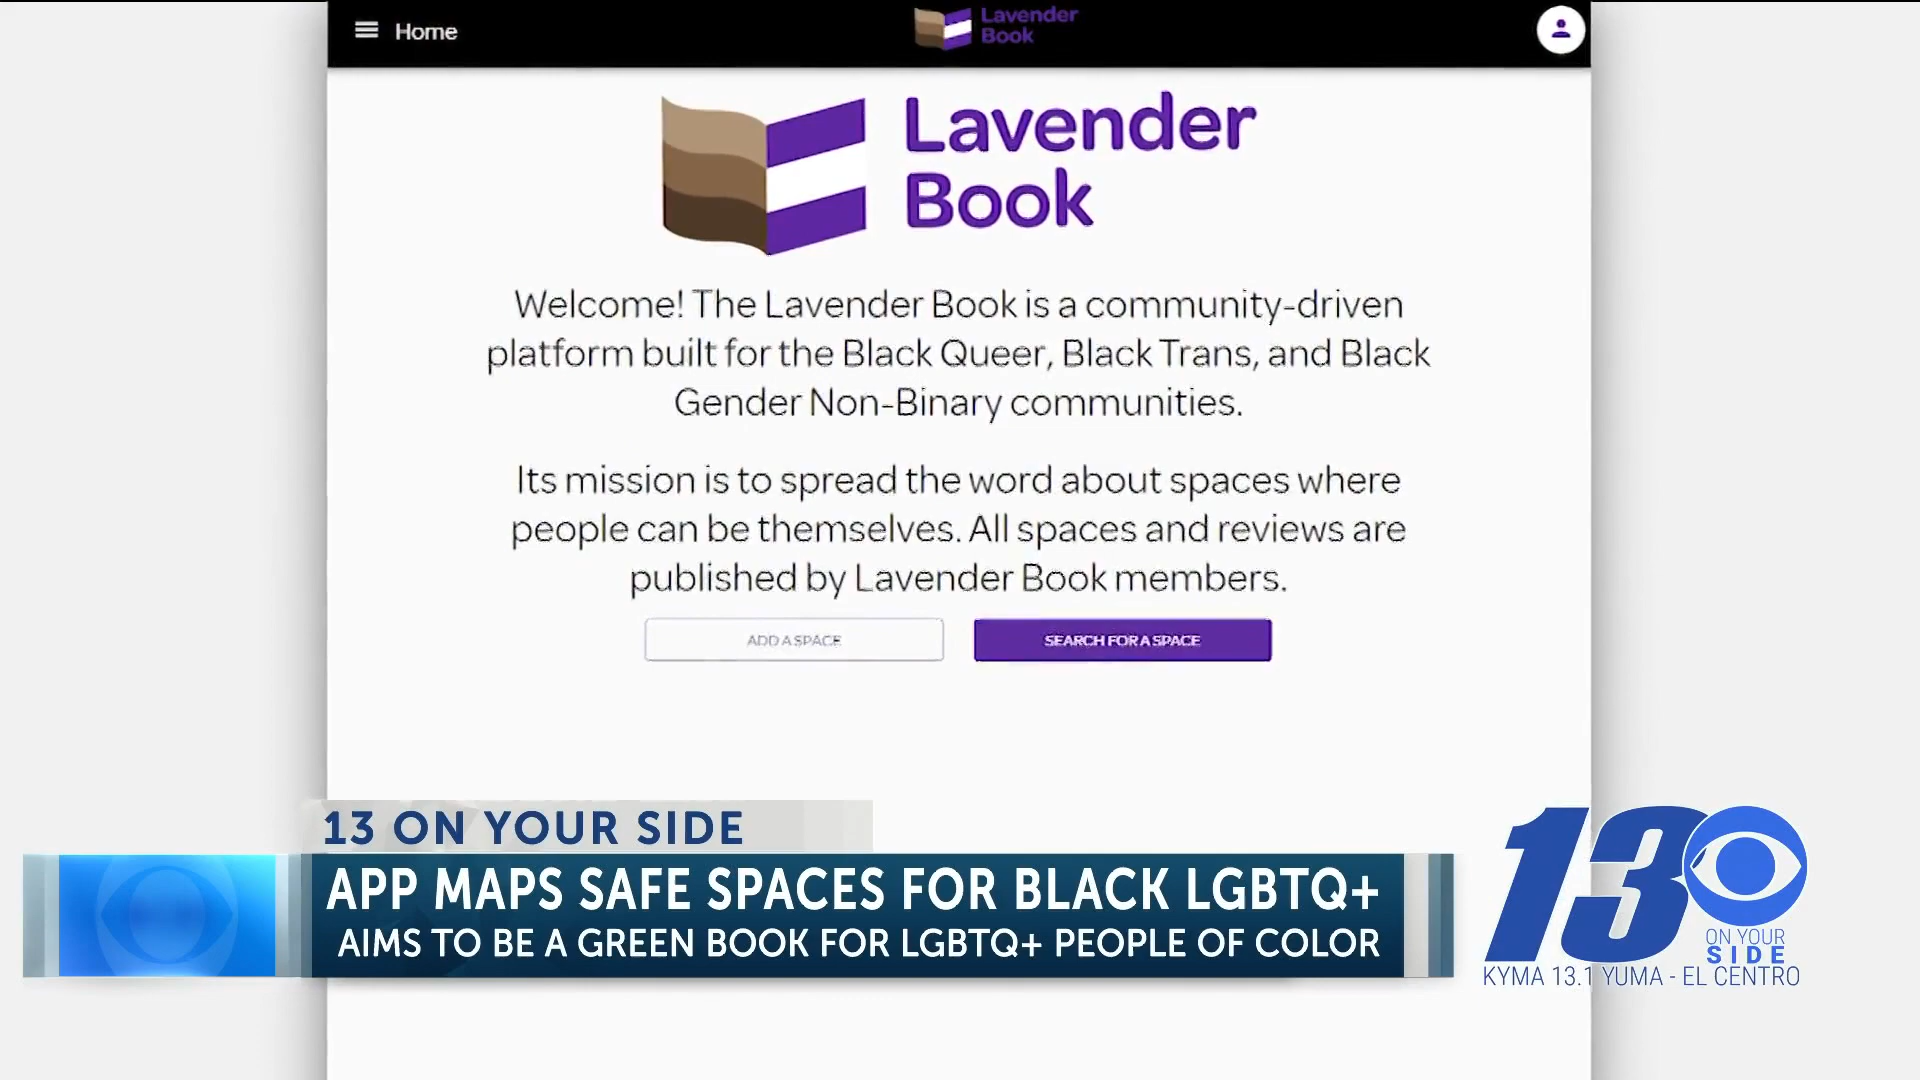 Home
Lavender
Book
Lavender
Book
Welcome! The Lavender Book is a community-driven
platform built for the Black Queer, Black Trans, and Black
Gender Non-Binary communities.
Its mission is to spread the word about spaces where
people can be themselves. All spaces and reviews are
published by Lavender Book members.
ADD A SPACE
SEARCH FOR A SPACE
13 ON YOUR SIDE
APP MAPS SAFE SPACES FOR BLACK LGBTQ+
AIMS TO BE A GREEN BOOK FOR LGBTQ+ PEOPLE OF COLOR
13
ON YOUR
SIDE
KYMA 13.1 YUMA - EL CENTRO